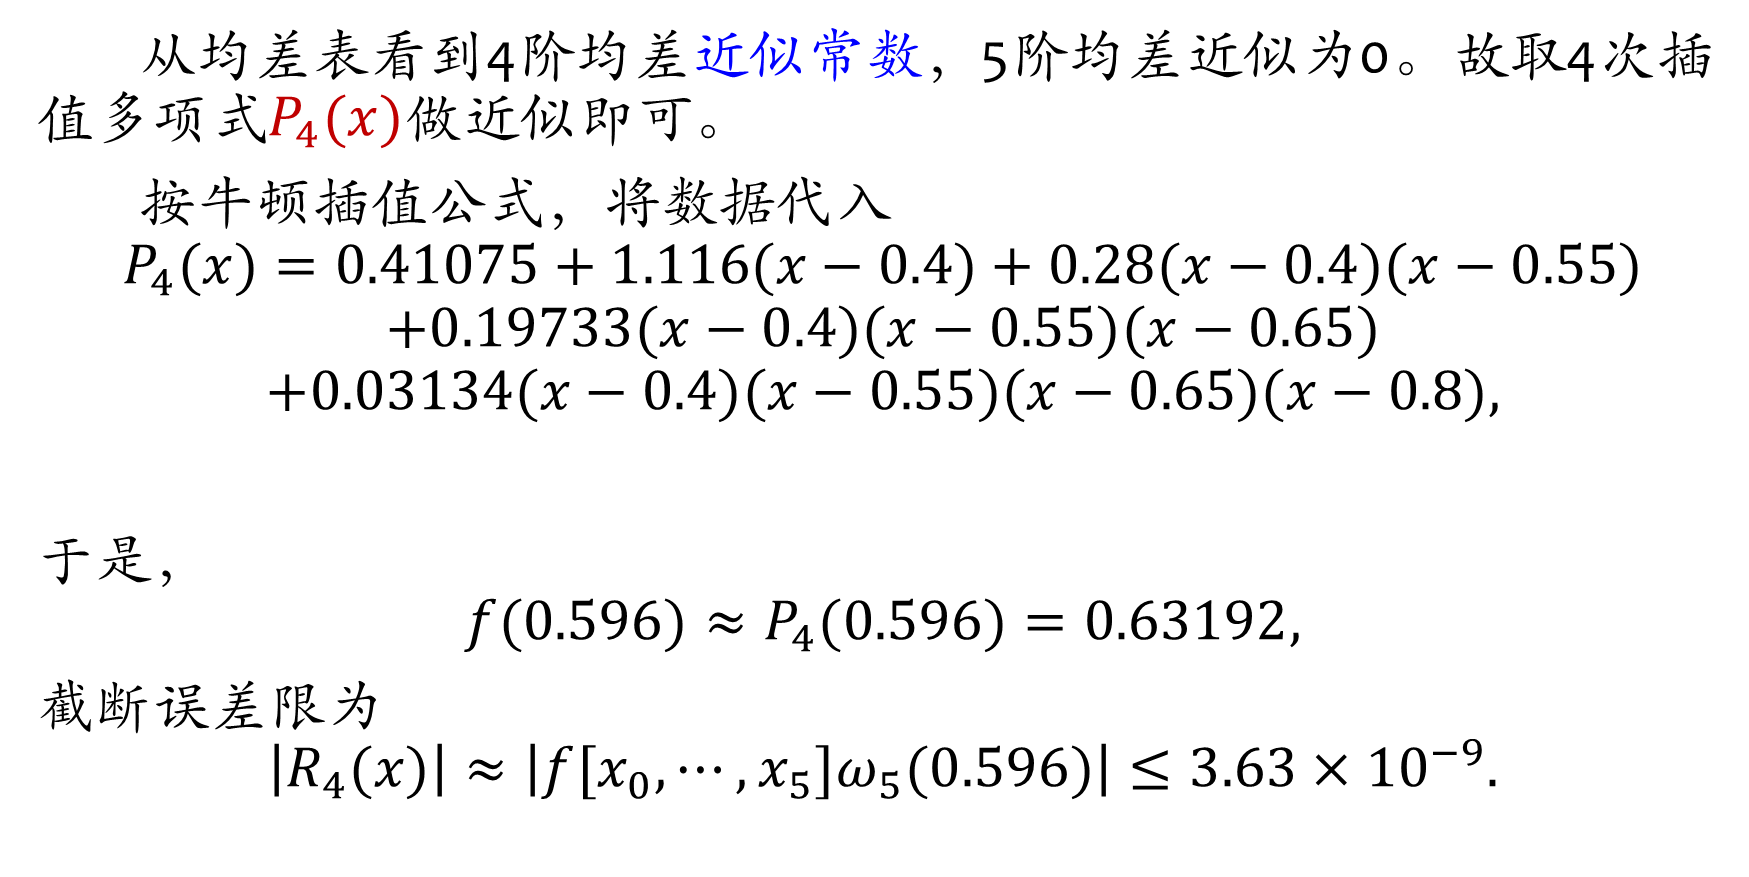 从均差表看到4阶均差近似常数，5阶均差近似为0。故取4次插
值多项式P₄(x)做近似即可。
按牛顿插值公式，将数据代入
P₄(x) = 0.41075 + 1.116(x − 0.4) + 0.28(x − 0.4)(x − 0.55)
+0.19733(x − 0.4)(x − 0.55)(x − 0.65)
+0.03134(x − 0.4)(x − 0.55)(x − 0.65)(x − 0.8),
于是，
f(0.596) ≈ P₄(0.596) = 0.63192,
截断误差限为
|R₄(x)| ≈ |f[x₀, ⋯ , x₅]ω₅(0.596)| ≤ 3.63 × 10⁻⁹.